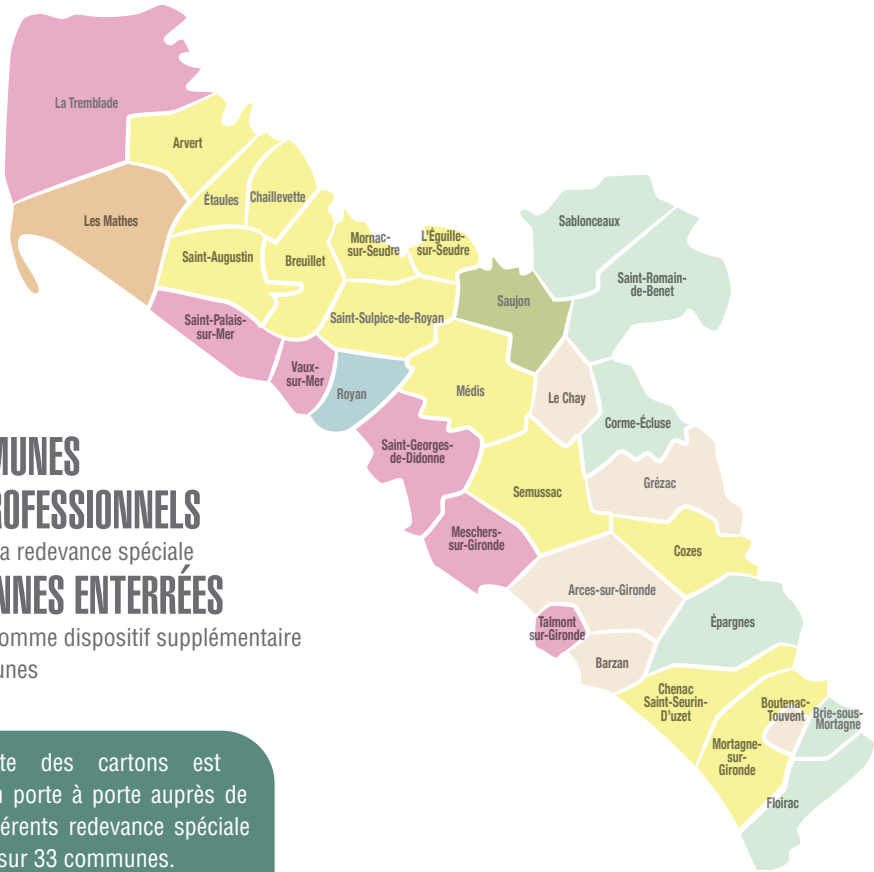 La Tremblade
Arvert
Étaules
Chaillevette
Les Mathes
Saint-Augustin
Breuillet
Mornac-
sur-Seudre
L'Éguille-
sur-Seudre
Sablonceaux
Saint-Romain-
de-Benet
Saujon
Saint-Palais-
sur-Mer
Saint-Sulpice-de-Royan
Vaux-
sur-Mer
Royan
Médis
Le Chay
Corme-Écluse
Saint-Georges-
de-Didonne
Semussac
Grézac
Meschers-
sur-Gironde
Cozes
Arces-sur-Gironde
Talmont
sur-Gironde
Épargnes
Barzan
Chenac
Saint-Seurin-
D'uzet
Boutenac-
Touvent
Brie-sous-
Mortagne
Mortagne-
sur-
Gironde
Floirac
MUNES
ROFESSIONNELS
a redevance spéciale
NNES ENTERRÉES
omme dispositif supplémentaire
unes
te des cartons est
n porte à porte auprès de
érents redevance spéciale
sur 33 communes.